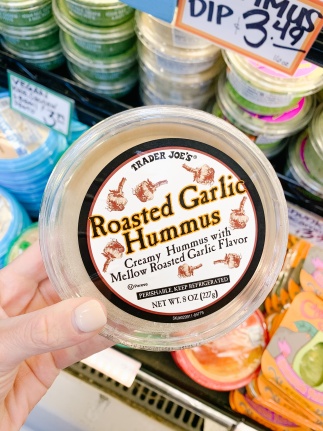 HUMMUS
DIP $3.49
VEGAN
TRADER JOE'S®
Roasted Garlic
Hummus
Creamy Hummus with
Mellow Roasted Garlic Flavor
PERISHABLE, KEEP REFRIGERATED
NET WT. 8 OZ (227g)